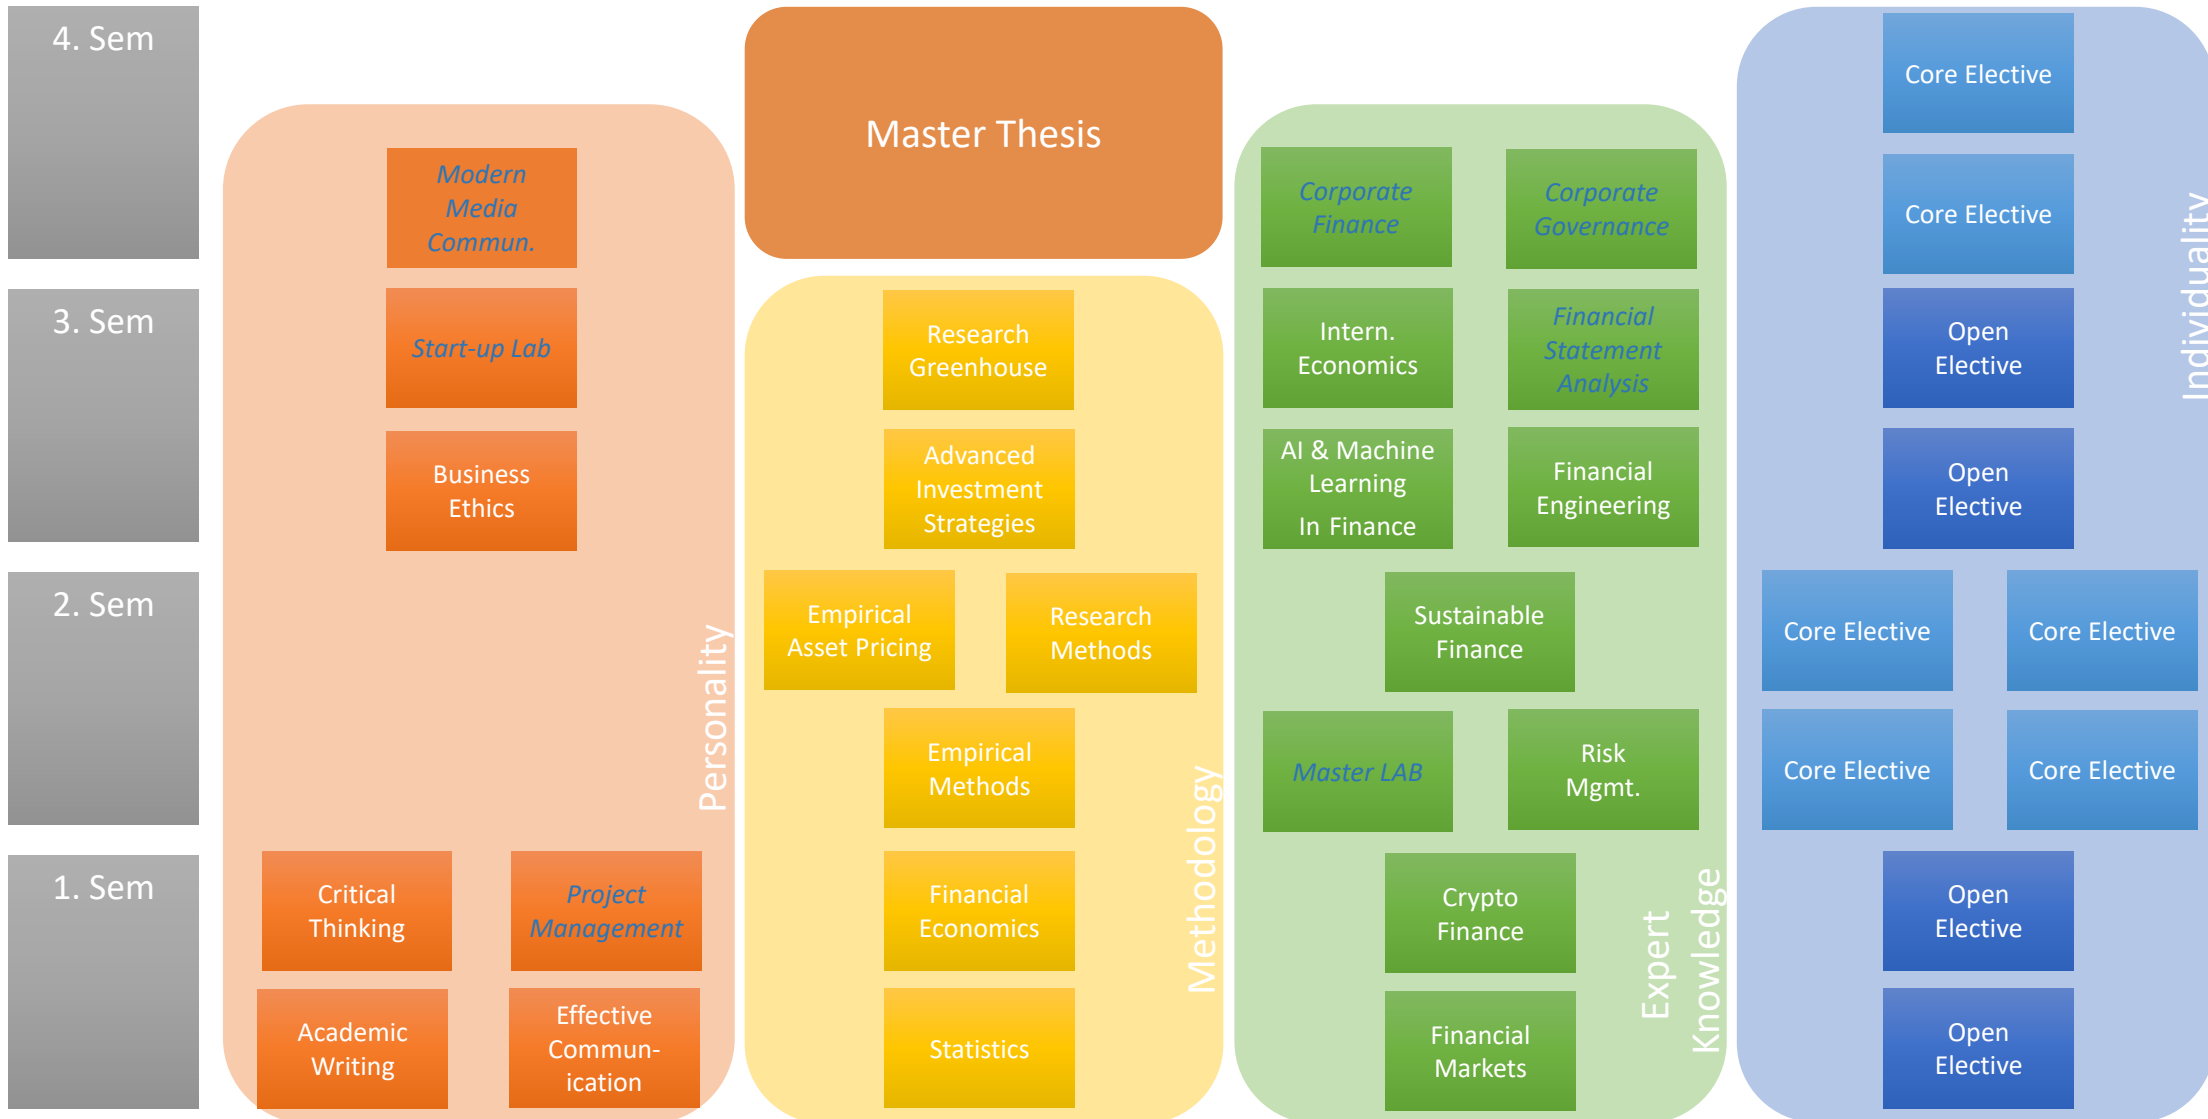 4. Sem
Master Thesis
Core Elective
Modern
Media
Commun.
Corporate
Finance
Corporate
Governance
Core Elective
3. Sem
Start-up Lab
Research
Greenhouse
Intern.
Economics
Financial
Statement
Analysis
Open
Elective
Business
Ethics
Advanced
Investment
Strategies
AI & Machine
Learning
In Finance
Financial
Engineering
Open
Elective
2. Sem
Empirical
Asset Pricing
Research
Methods
Sustainable
Finance
Core Elective
Core Elective
Empirical
Methods
Master LAB
Risk
Mgmt.
Core Elective
Core Elective
1. Sem
Critical
Thinking
Project
Management
Financial
Economics
Crypto
Finance
Open
Elective
Academic
Writing
Effective
Commun-
ication
Statistics
Financial
Markets
Open
Elective
Personality
Methodology
Expert
Knowledge
Individuality